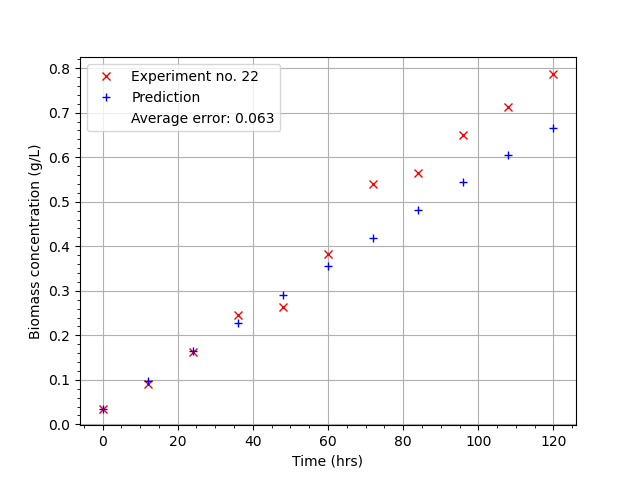 Experiment no. 22
Prediction
Average error: 0.063
Biomass concentration (g/L)
0.8
0.7
0.6
0.5
0.4
0.3
0.2
0.1
0.0
0 20 40 60 80 100 120
Time (hrs)